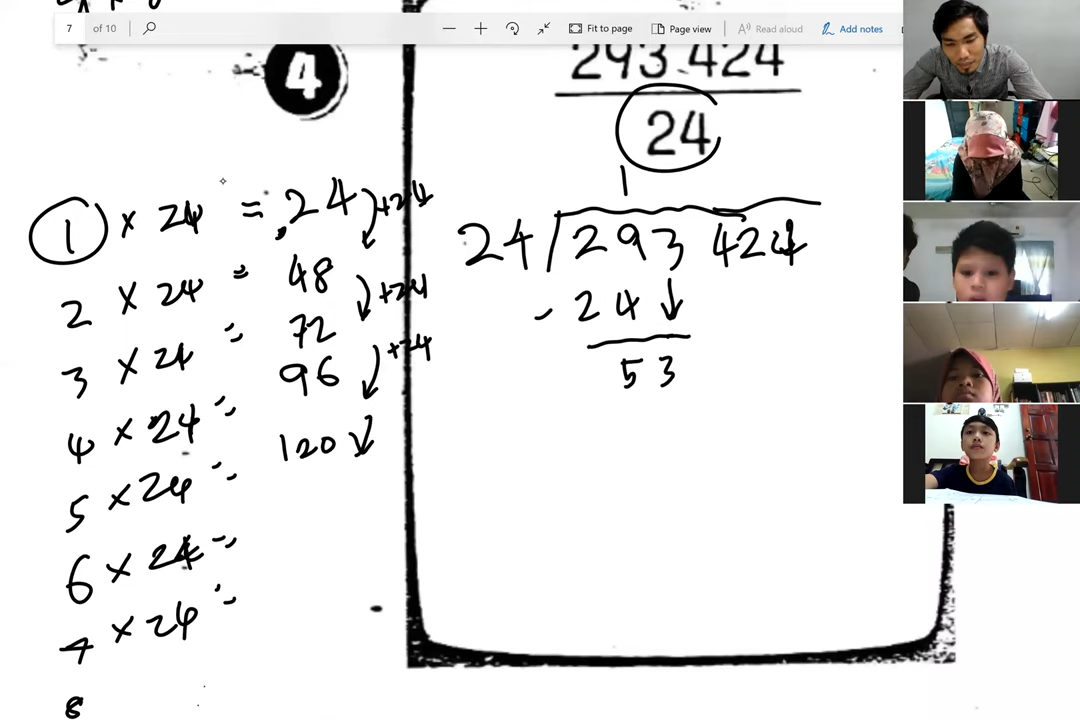 7 of 10 Fit to page Page view Read aloud Add notes
4
293 424
24
1
24 293 424
- 24
53
1 × 24 = 24 +24
2 × 24 = 48 +24
3 × 24 = 72 +24
4 × 24 = 96
5 × 24 = 120
6 × 24 =
7 × 24 =
8